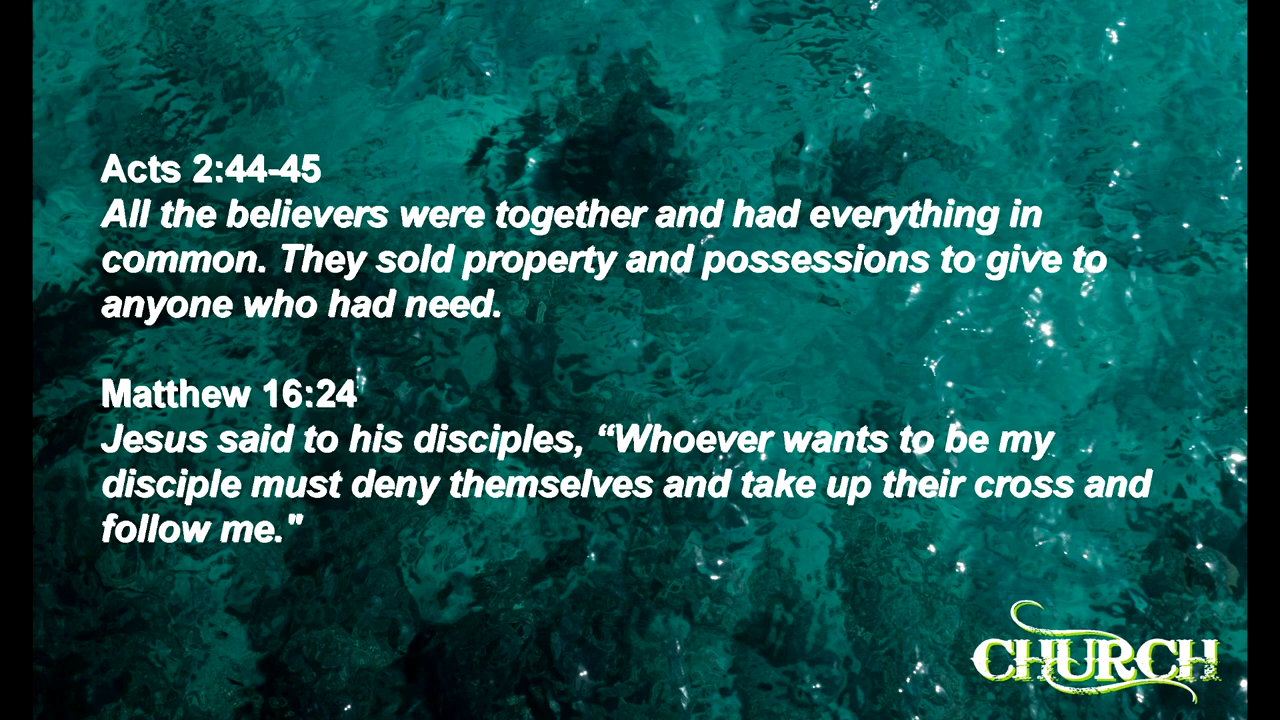 Acts 2:44-45
All the believers were together and had everything in
common. They sold property and possessions to give to
anyone who had need.
Matthew 16:24
Jesus said to his disciples, “Whoever wants to be my
disciple must deny themselves and take up their cross and
follow me."
CHURCH